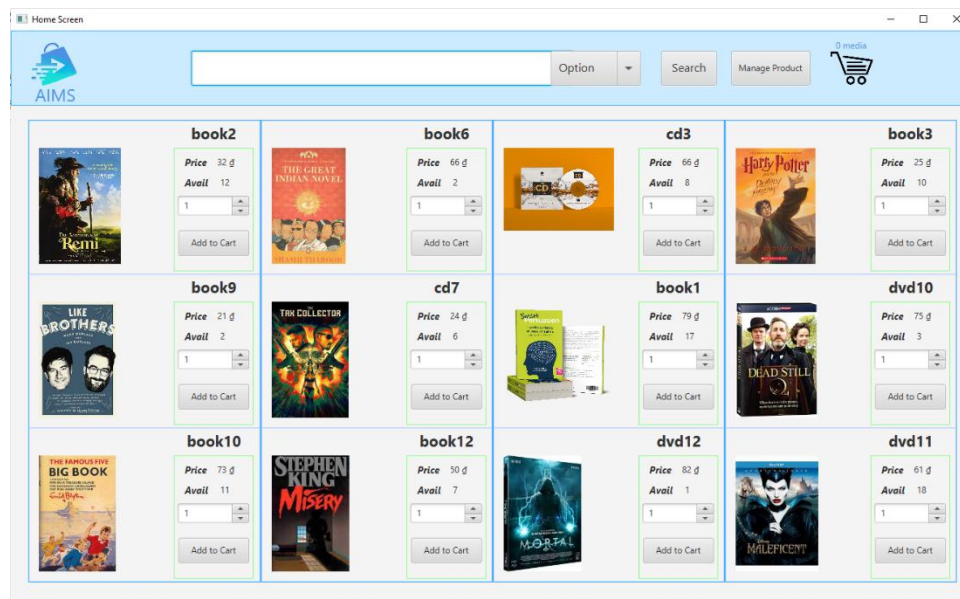 Home Screen
0 media
Option
Search
Manage Product
AIMS
book2
Price 32 đ
Avail 12
1
Add to Cart
Remi
book6
Price 66 đ
Avail 2
1
Add to Cart
THE GREAT
INDIAN NOVEL
SHASHI THAROOR
cd3
Price 66 đ
Avail 8
1
Add to Cart
CD
book3
Price 25 đ
Avail 10
1
Add to Cart
Harry Potter
book9
Price 21 đ
Avail 2
1
Add to Cart
LIKE
BROTHERS
cd7
Price 24 đ
Avail 6
1
Add to Cart
TAX COLLECTOR
book1
Price 79 đ
Avail 17
1
Add to Cart
dvd10
Price 75 đ
Avail 3
1
Add to Cart
DEAD STILL
book10
Price 73 đ
Avail 11
1
Add to Cart
THE FAMOUS FIVE
BIG BOOK
Enid Blyton
book12
Price 50 đ
Avail 7
1
Add to Cart
STEPHEN
KING
MISERY
dvd12
Price 82 đ
Avail 1
1
Add to Cart
MORTAL
dvd11
Price 61 đ
Avail 18
1
Add to Cart
MALEFICENT